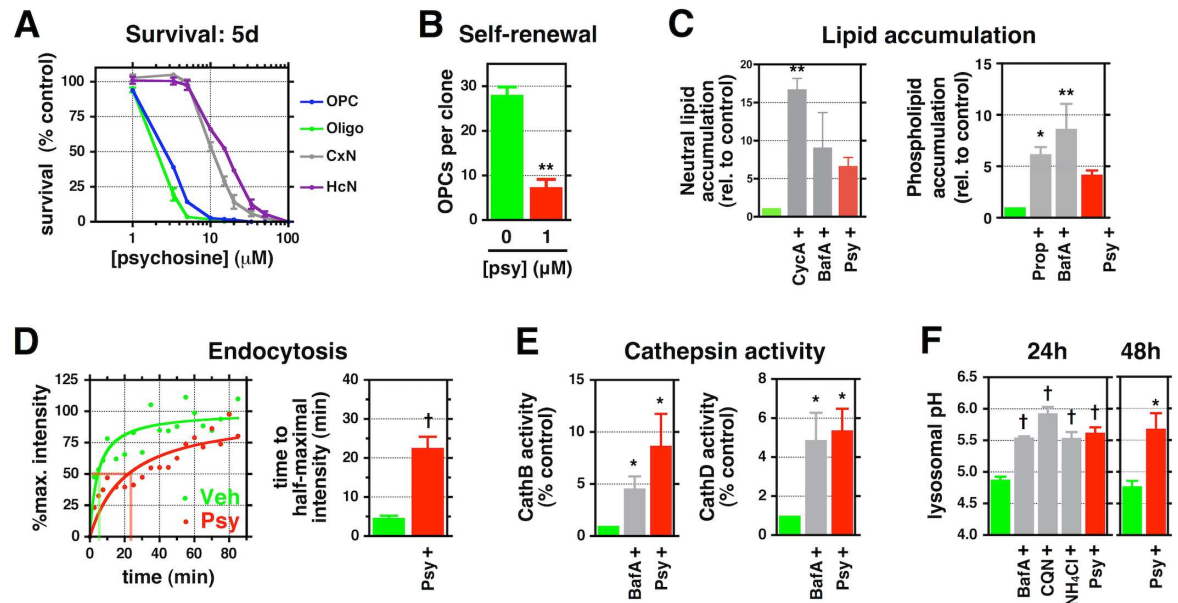 A
Survival: 5d
survival (% control)
100
75
50
25
0
1
10
100
[psychosine] (µM)
OPC
Oligo
CxN
HcN
B
Self-renewal
OPCs per clone
30
20
10
0
**
0
1
[psy] (µM)
C
Lipid accumulation
Neutral lipid
accumulation
(rel. to control)
20
15
10
5
0
**
CycA +
BafA +
Psy +
Phospholipid
accumulation
(rel. to control)
15
10
5
0
*
**
Prop +
BafA +
Psy +
D
Endocytosis
%max. intensity
125
100
75
50
25
0
0
20
40
60
80
time (min)
Veh
Psy
time to
half-maximal
intensity (min)
40
30
20
10
0
†
Psy +
E
Cathepsin activity
CathB activity
(% control)
15
10
5
0
*
*
BafA +
Psy +
CathD activity
(% control)
8
6
4
2
0
*
*
BafA +
Psy +
F
24h
48h
lysosomal pH
6.5
6.0
5.5
5.0
4.5
4.0
†
†
†
†
*
BafA +
CQN +
NH₄Cl +
Psy +
Psy +